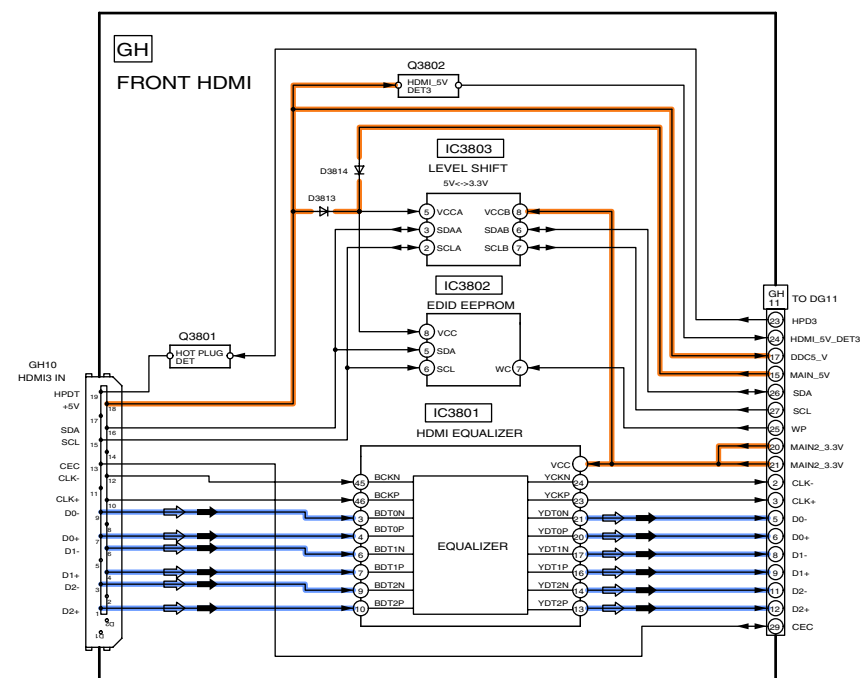 GH
FRONT HDMI
Q3802
HDMI_5V
DET3
IC3803
LEVEL SHIFT
5V<->3.3V
D3814
D3813
5 VCCA VCCB 8
3 SDAA SDAB 6
2 SCLA SCLB 7
IC3802
EDID EEPROM
8 VCC
5 SDA
6 SCL WC 7
Q3801
HOT PLUG
DET
GH10
HDMI3 IN
HPDT 19
+5V 18
17
SDA 16
SCL 15
14
CEC 13
CLK- 12
11
CLK+ 10
D0- 9
8
D0+ 7
D1- 6
5
D1+ 4
D2- 3
2
D2+ 1
IC3801
HDMI EQUALIZER
VCC
45 BCKN YCKN 24
46 BCKP YCKP 23
3 BDT0N YDT0N 21
4 BDT0P YDT0P 20
6 BDT1N YDT1N 17
7 BDT1P YDT1P 16
9 BDT2N YDT2N 14
10 BDT2P YDT2P 13
EQUALIZER
GH
11
TO DG11
23 HPD3
24 HDMI_5V_DET3
17 DDC5_V
15 MAIN_5V
26 SDA
27 SCL
25 WP
20 MAIN2_3.3V
21 MAIN2_3.3V
2 CLK-
3 CLK+
5 D0-
6 D0+
8 D1-
9 D1+
11 D2-
12 D2+
29 CEC